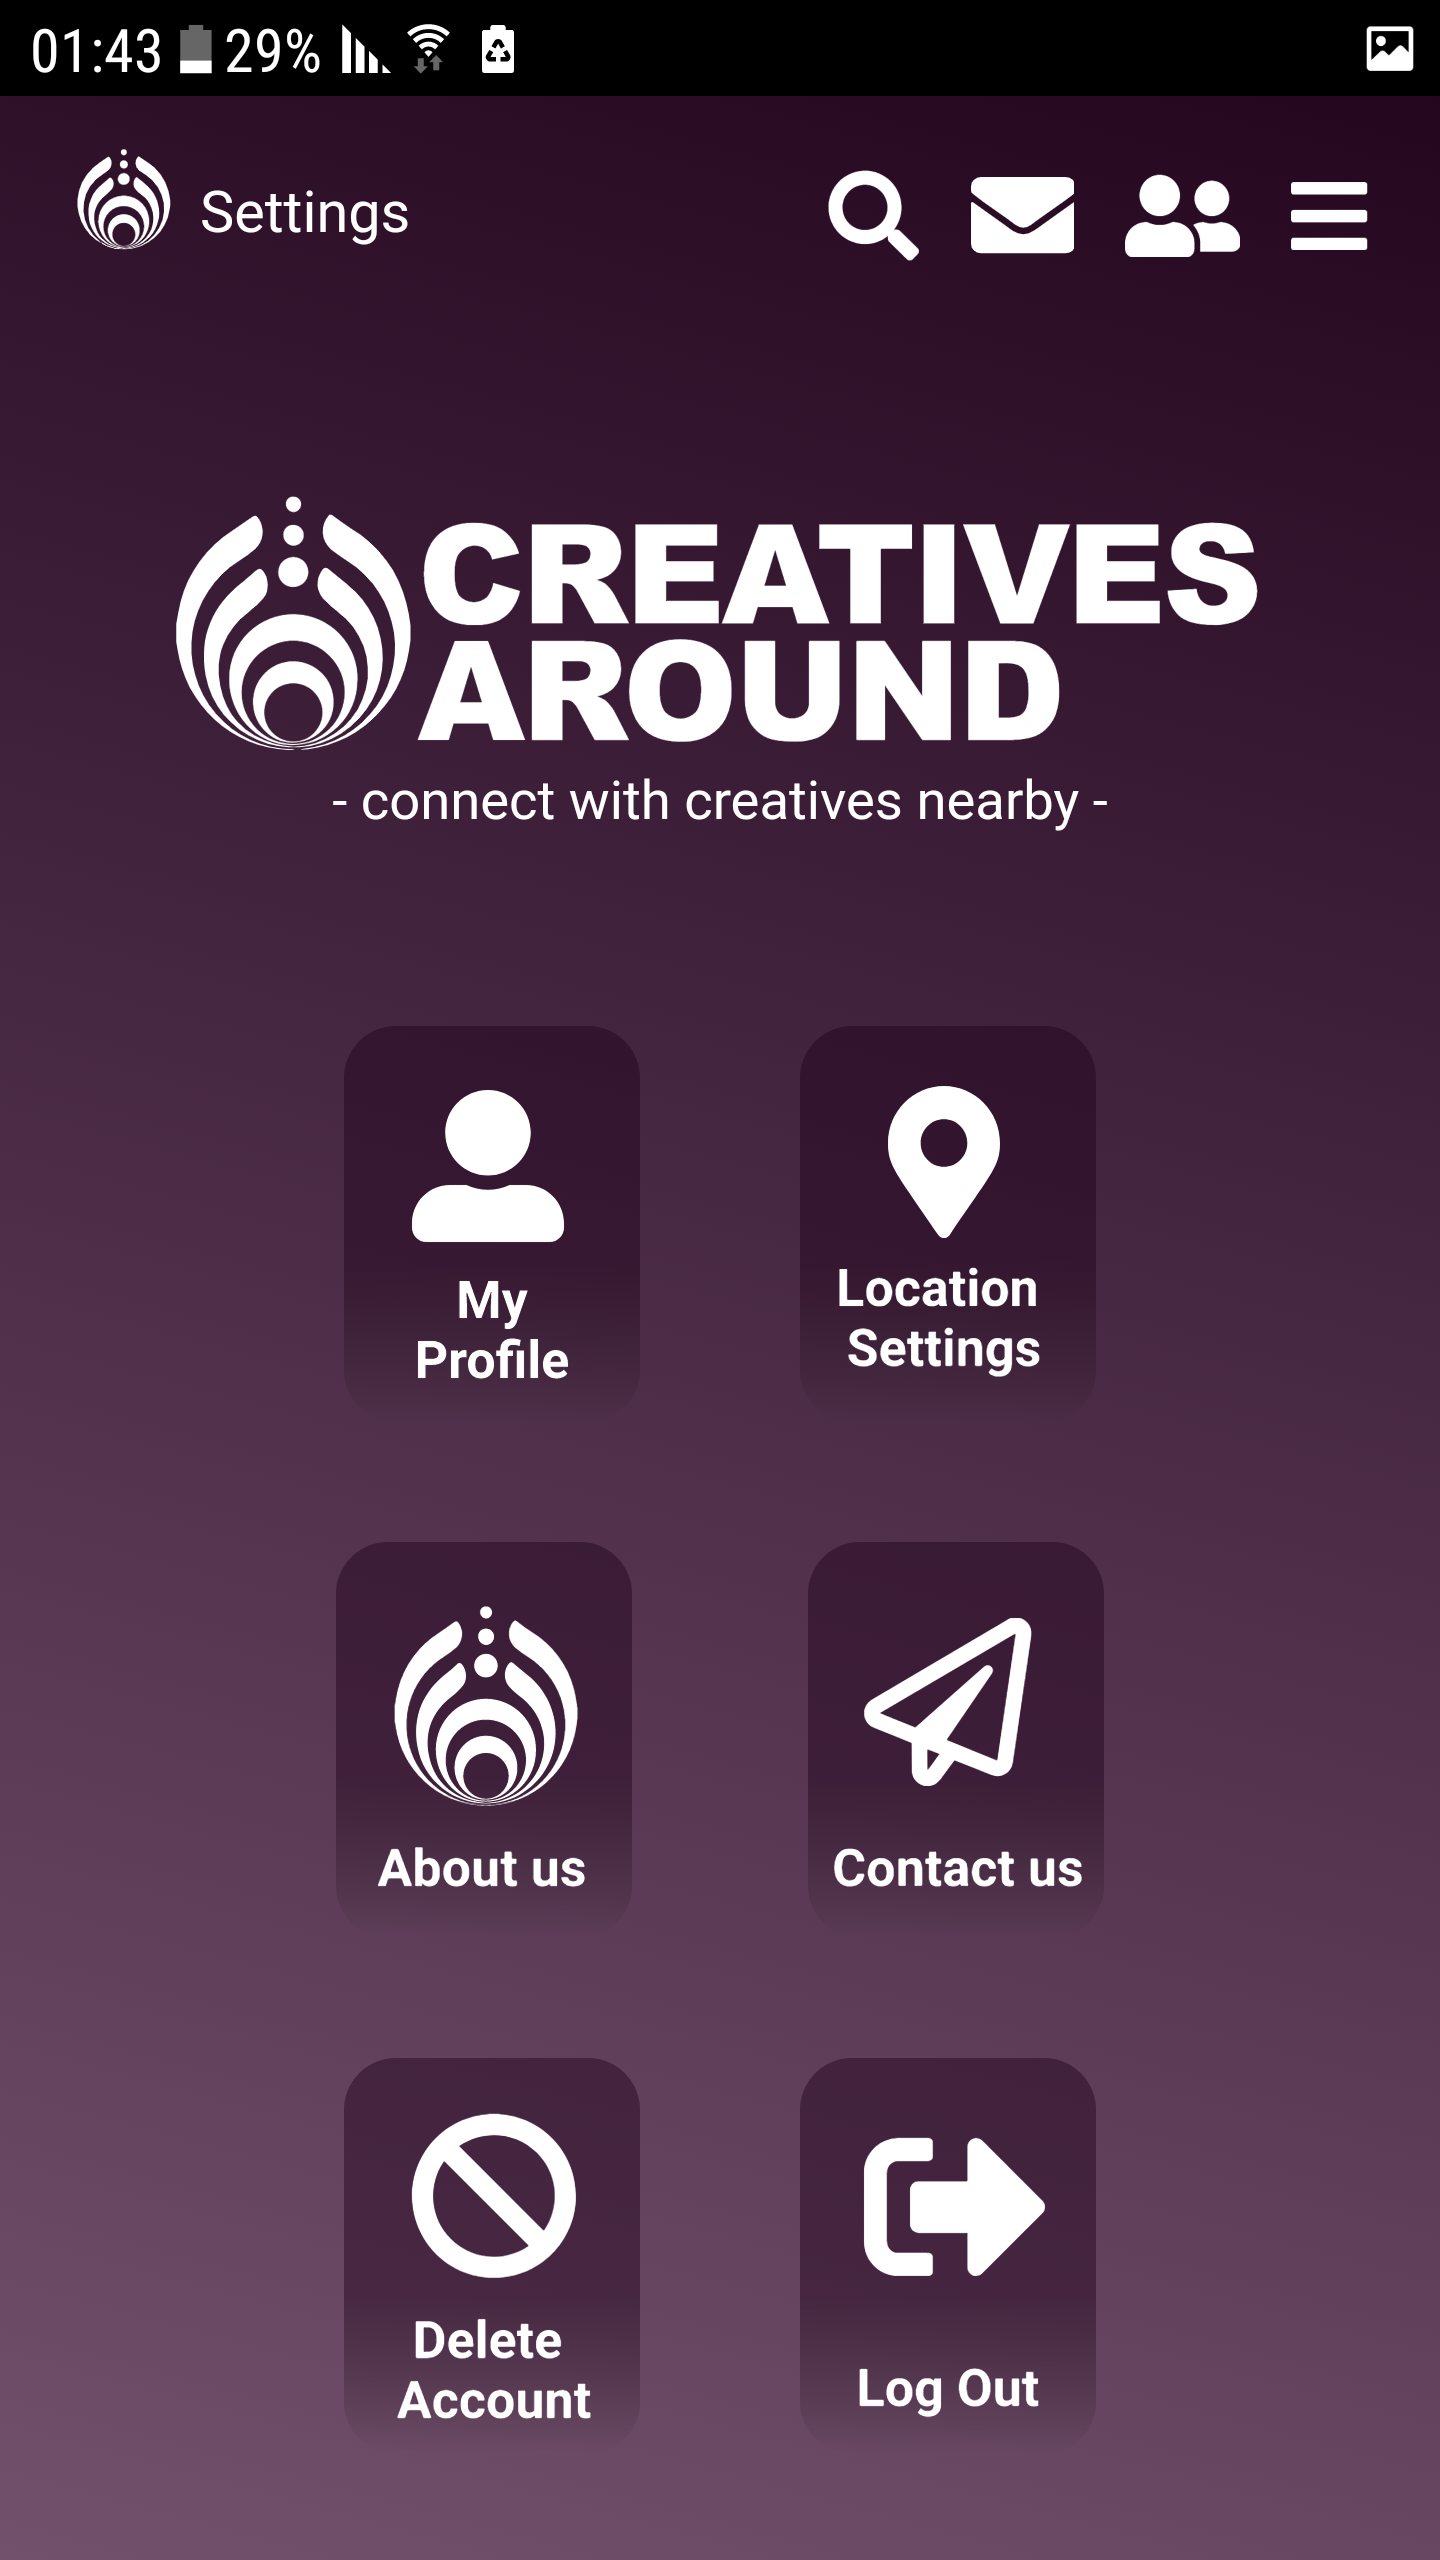 01:43 29%
Settings
CREATIVES
AROUND
- connect with creatives nearby -
My
Profile
Location
Settings
About us
Contact us
Delete
Account
Log Out